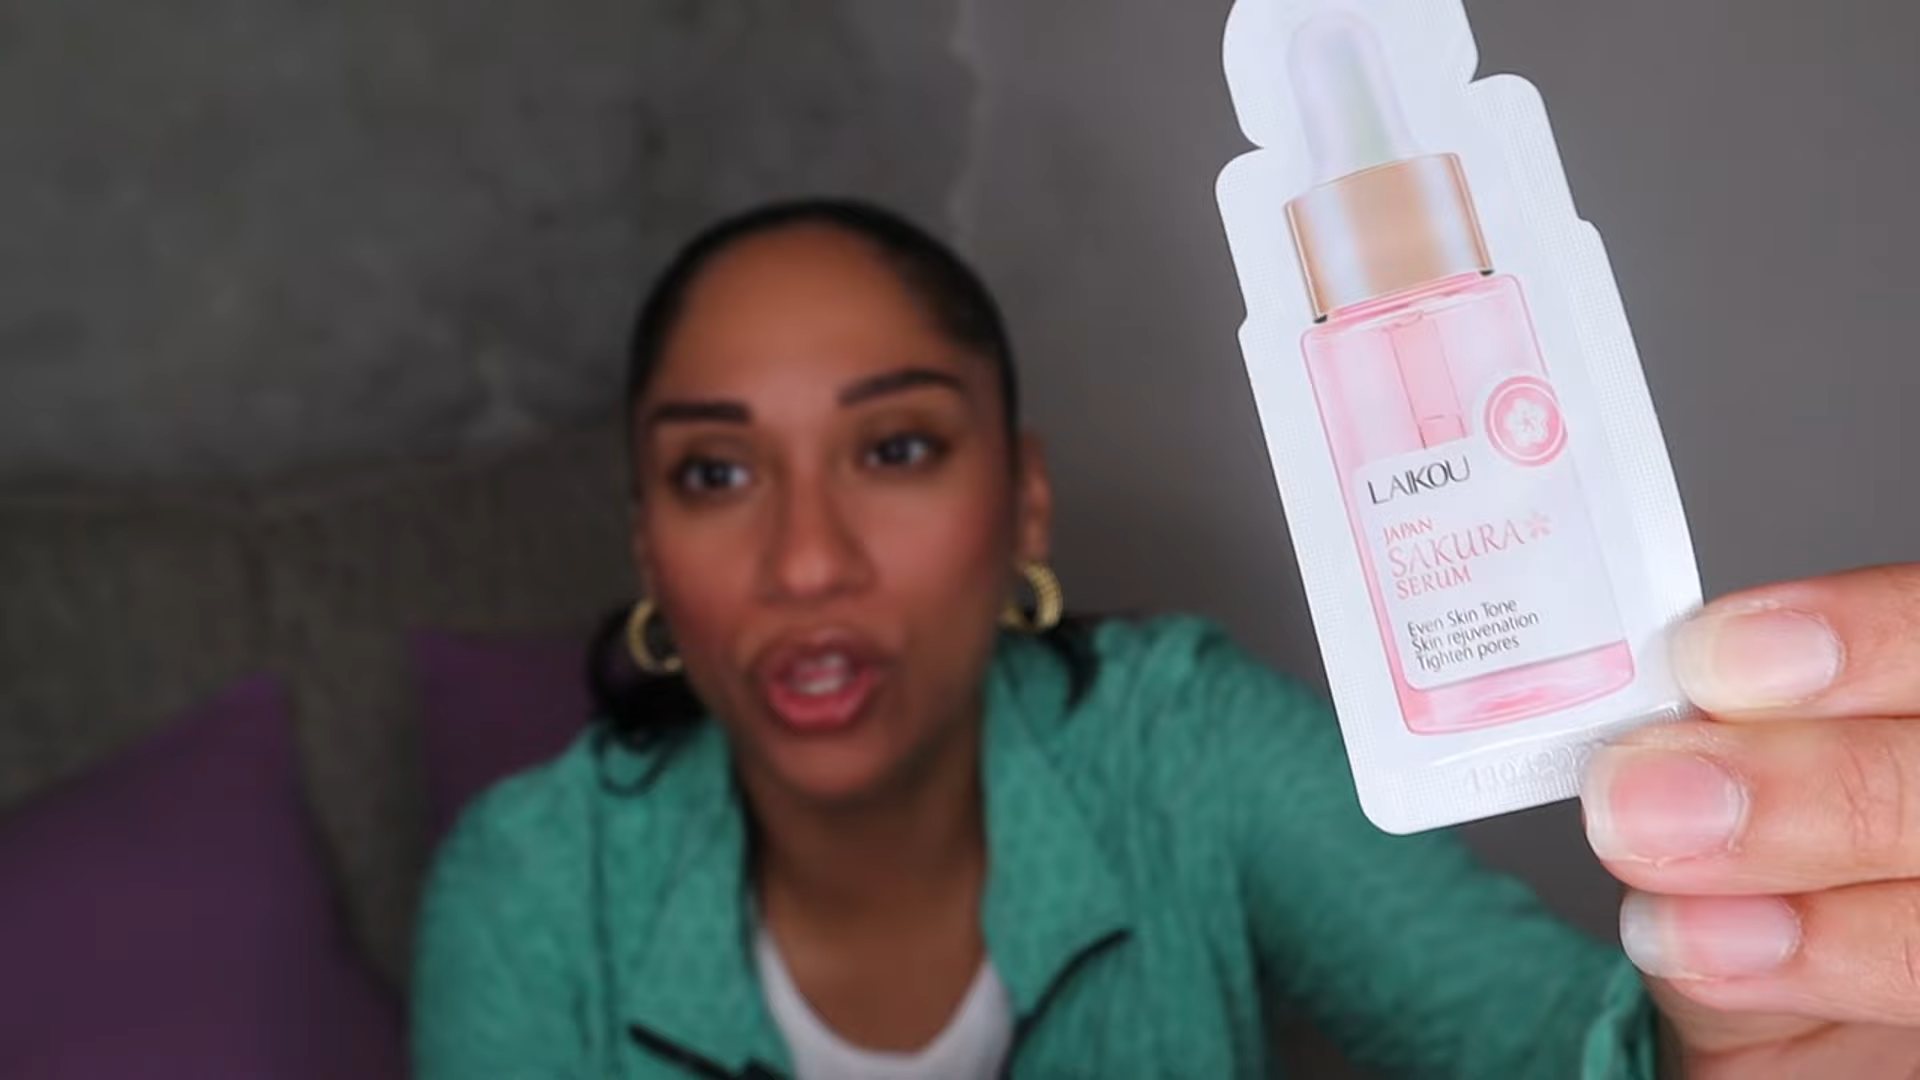 LAIKOU
JAPAN
SAKURA
SERUM
Even Skin Tone
Skin rejuvenation
Tighten pores